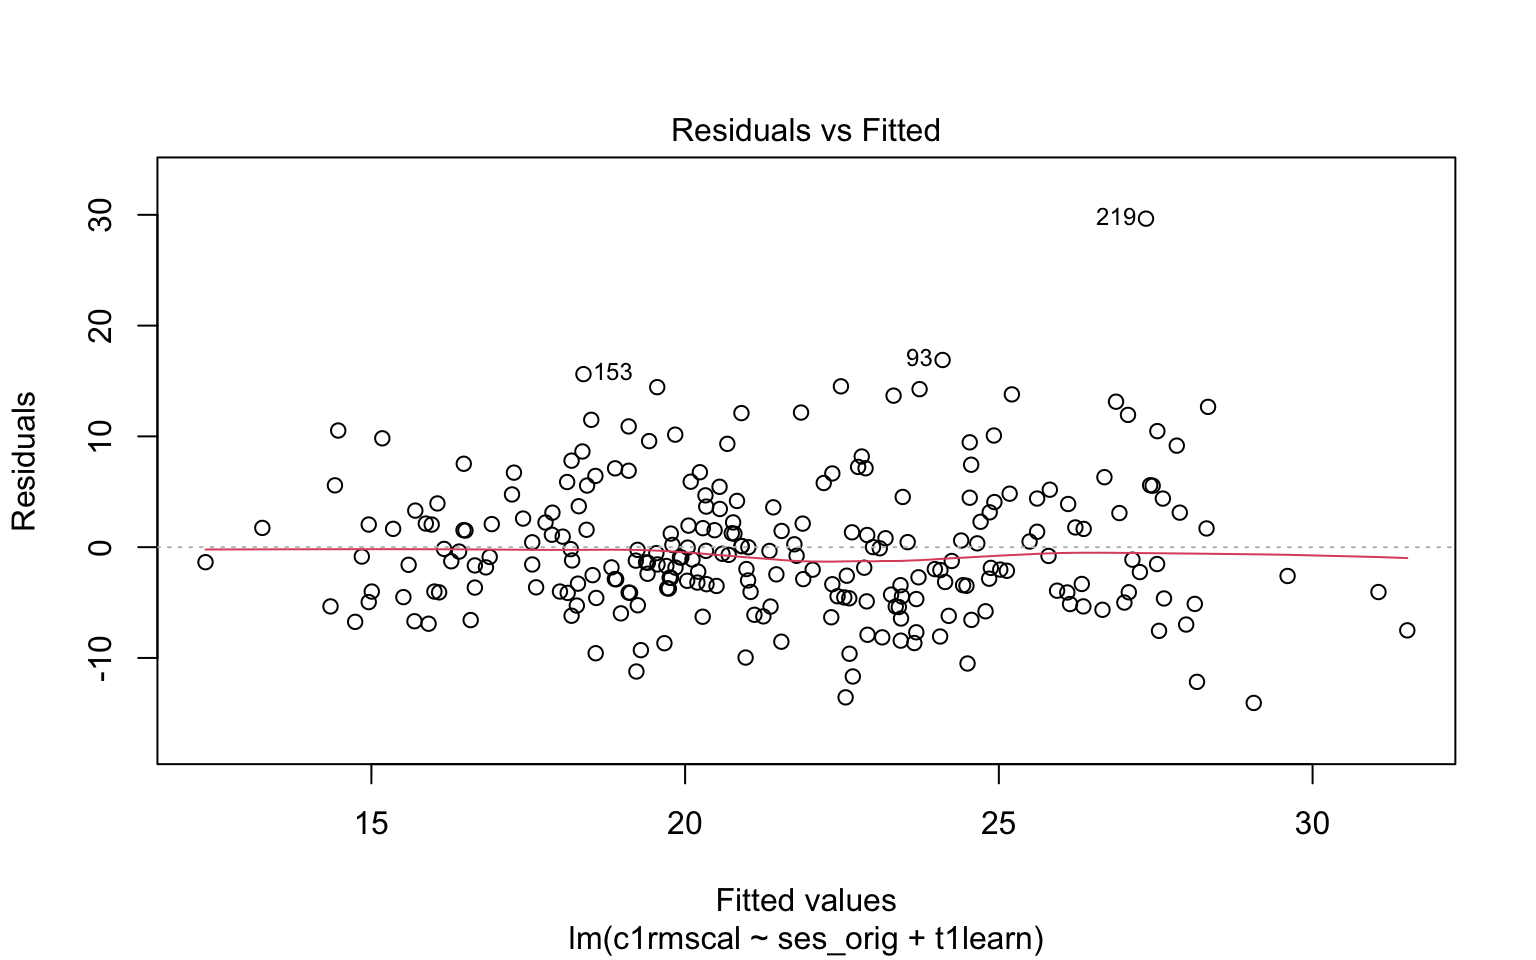 Residuals vs Fitted
30
20
10
0
-10
Residuals
219
93
153
15 20 25 30
Fitted values
lm(c1rmscal ~ ses_orig + t1learn)